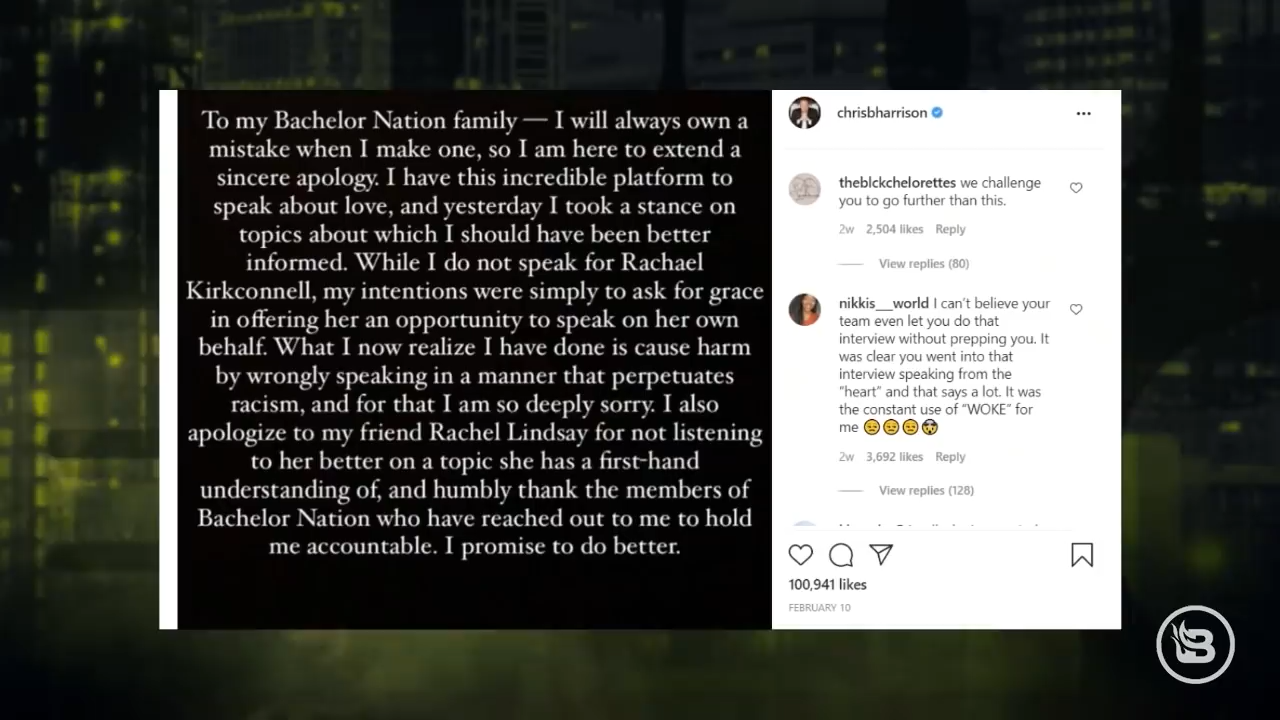 To my Bachelor Nation family — I will always own a
mistake when I make one, so I am here to extend a
sincere apology. I have this incredible platform to
speak about love, and yesterday I took a stance on
topics about which I should have been better
informed. While I do not speak for Rachael
Kirkconnell, my intentions were simply to ask for grace
in offering her an opportunity to speak on her own
behalf. What I now realize I have done is cause harm
by wrongly speaking in a manner that perpetuates
racism, and for that I am so deeply sorry. I also
apologize to my friend Rachel Lindsay for not listening
to her better on a topic she has a first-hand
understanding of, and humbly thank the members of
Bachelor Nation who have reached out to me to hold
me accountable. I promise to do better.
chrisbharrison
theblckchelorettes we challenge
you to go further than this.
2w 2,504 likes Reply
View replies (80)
nikkis__world I can't believe your
team even let you do that
interview without prepping you. It
was clear you went into that
interview speaking from the
“heart” and that says a lot. It was
the constant use of “WOKE” for
me 😒😒😒🤯
2w 3,692 likes Reply
View replies (128)
100,941 likes
FEBRUARY 10
B